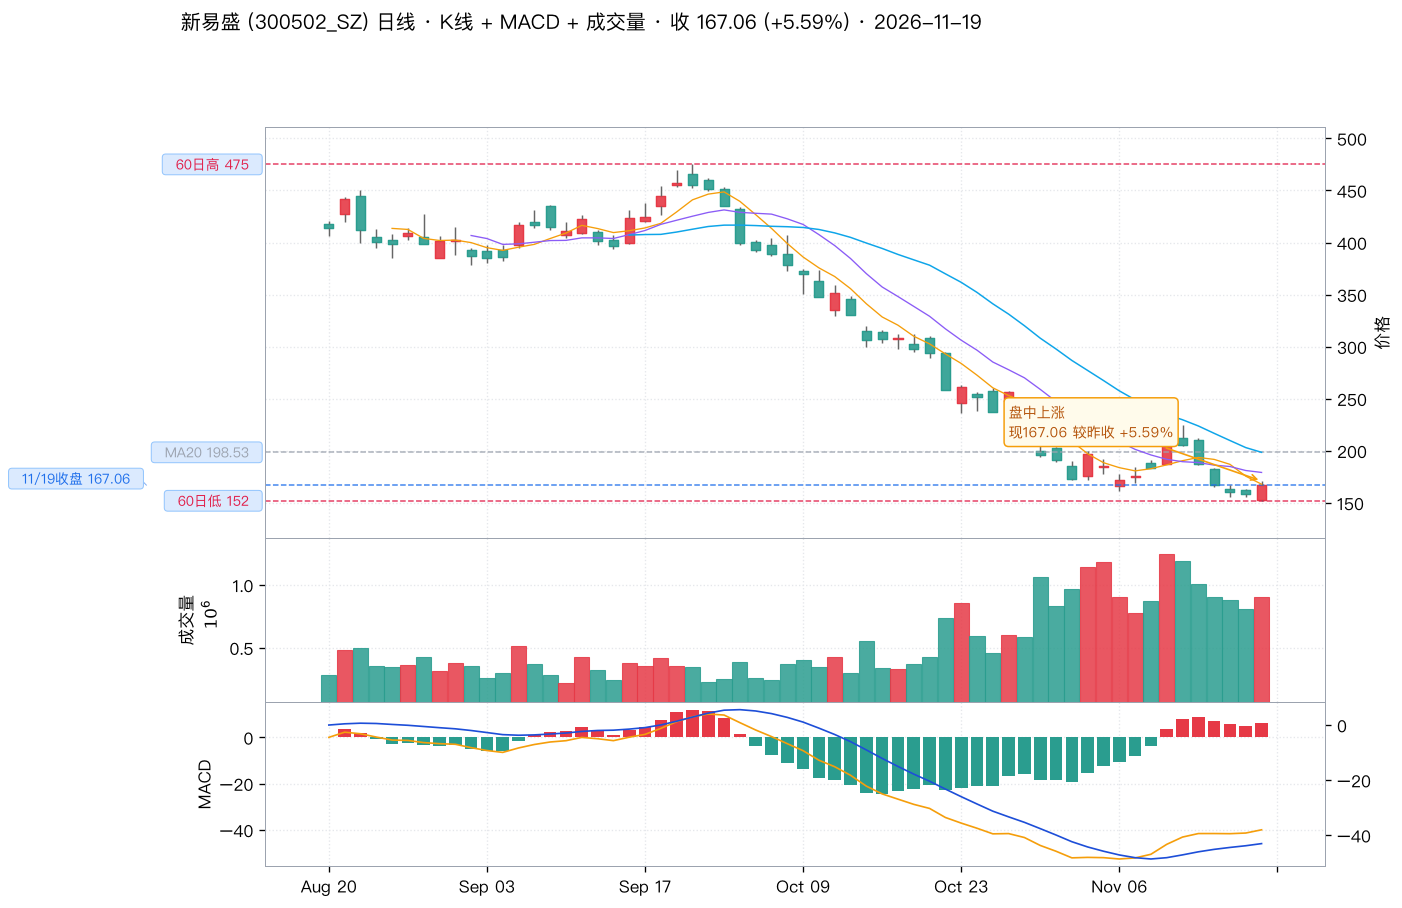 新易盛 (300502_SZ) 日线 · K线 + MACD + 成交量 · 收 167.06 (+5.59%) · 2026–11–19
60日高 475
MA20 198.53
11/19收盘 167.06
60日低 152
盘中上涨
现167.06 较昨收 +5.59%
500
450
400
350
300
250
200
150
价格
1.0
0.5
成交量
10⁶
0
−20
−40
MACD
0
−20
−40
Aug 20
Sep 03
Sep 17
Oct 09
Oct 23
Nov 06